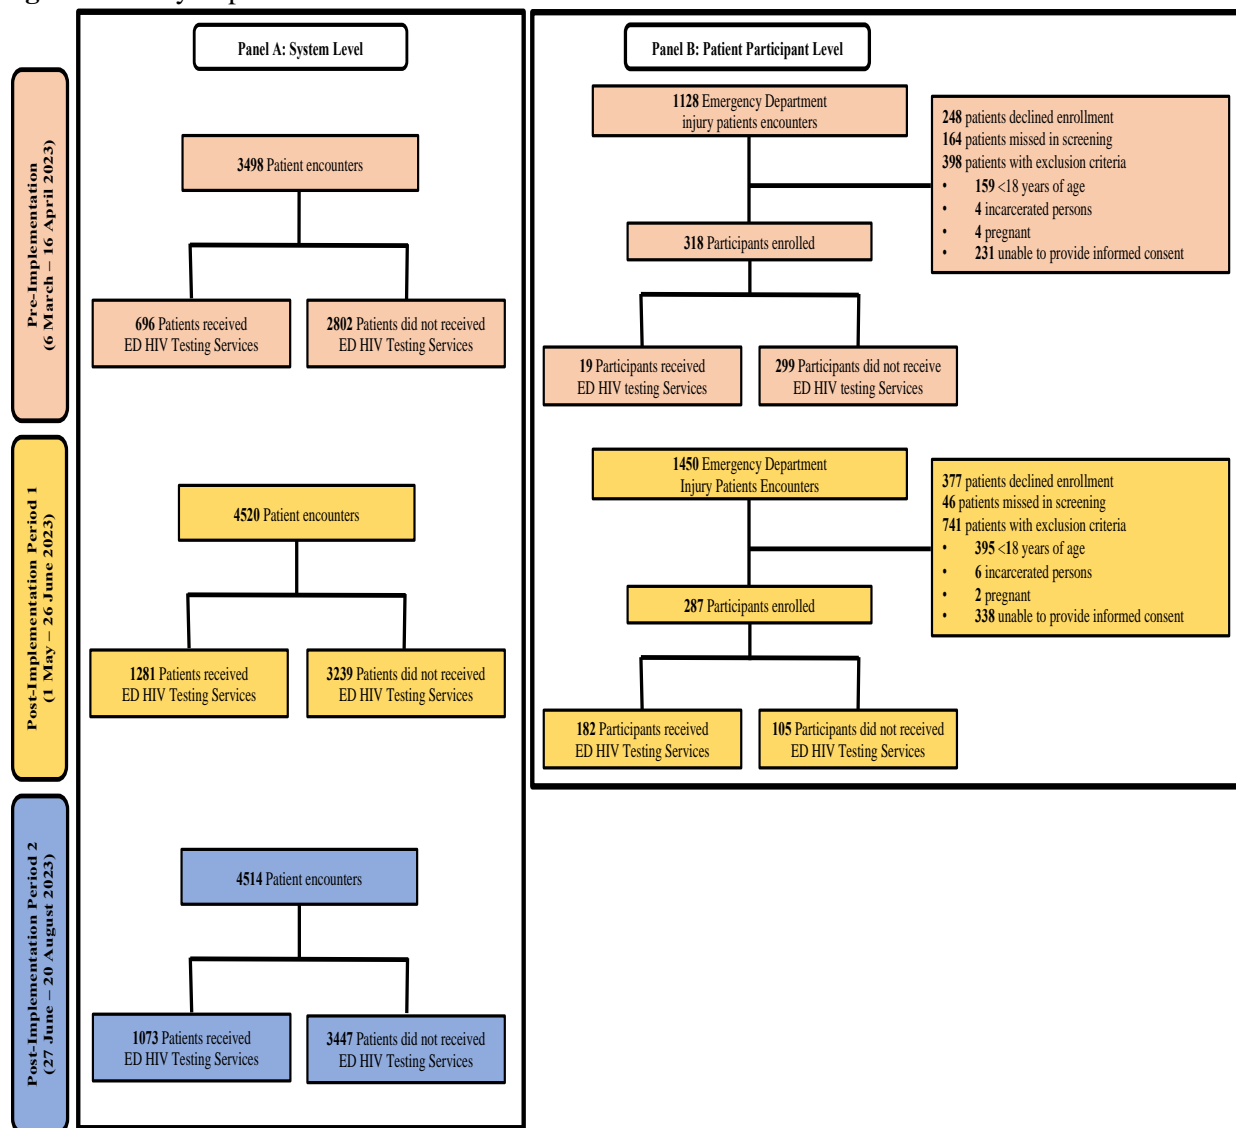 Panel A: System Level
Panel B: Patient Participant Level
Pre-Implementation
(6 March – 16 April 2023)
3498 Patient encounters
696 Patients received
ED HIV Testing Services
2802 Patients did not received
ED HIV Testing Services
1128 Emergency Department
injury patients encounters
248 patients declined enrollment
164 patients missed in screening
398 patients with exclusion criteria
• 159 <18 years of age
• 4 incarcerated persons
• 4 pregnant
• 231 unable to provide informed consent
318 Participants enrolled
19 Participants received
ED HIV testing Services
299 Participants did not receive
ED HIV testing Services
Post-Implementation Period 1
(1 May – 26 June 2023)
4520 Patient encounters
1281 Patients received
ED HIV Testing Services
3239 Patients did not received
ED HIV Testing Services
1450 Emergency Department
Injury Patients Encounters
377 patients declined enrollment
46 patients missed in screening
741 patients with exclusion criteria
• 395 <18 years of age
• 6 incarcerated persons
• 2 pregnant
• 338 unable to provide informed consent
287 Participants enrolled
182 Participants received
ED HIV Testing Services
105 Participants did not received
ED HIV Testing Services
Post-Implementation Period 2
(27 June – 20 August 2023)
4514 Patient encounters
1073 Patients received
ED HIV Testing Services
3447 Patients did not received
ED HIV Testing Services